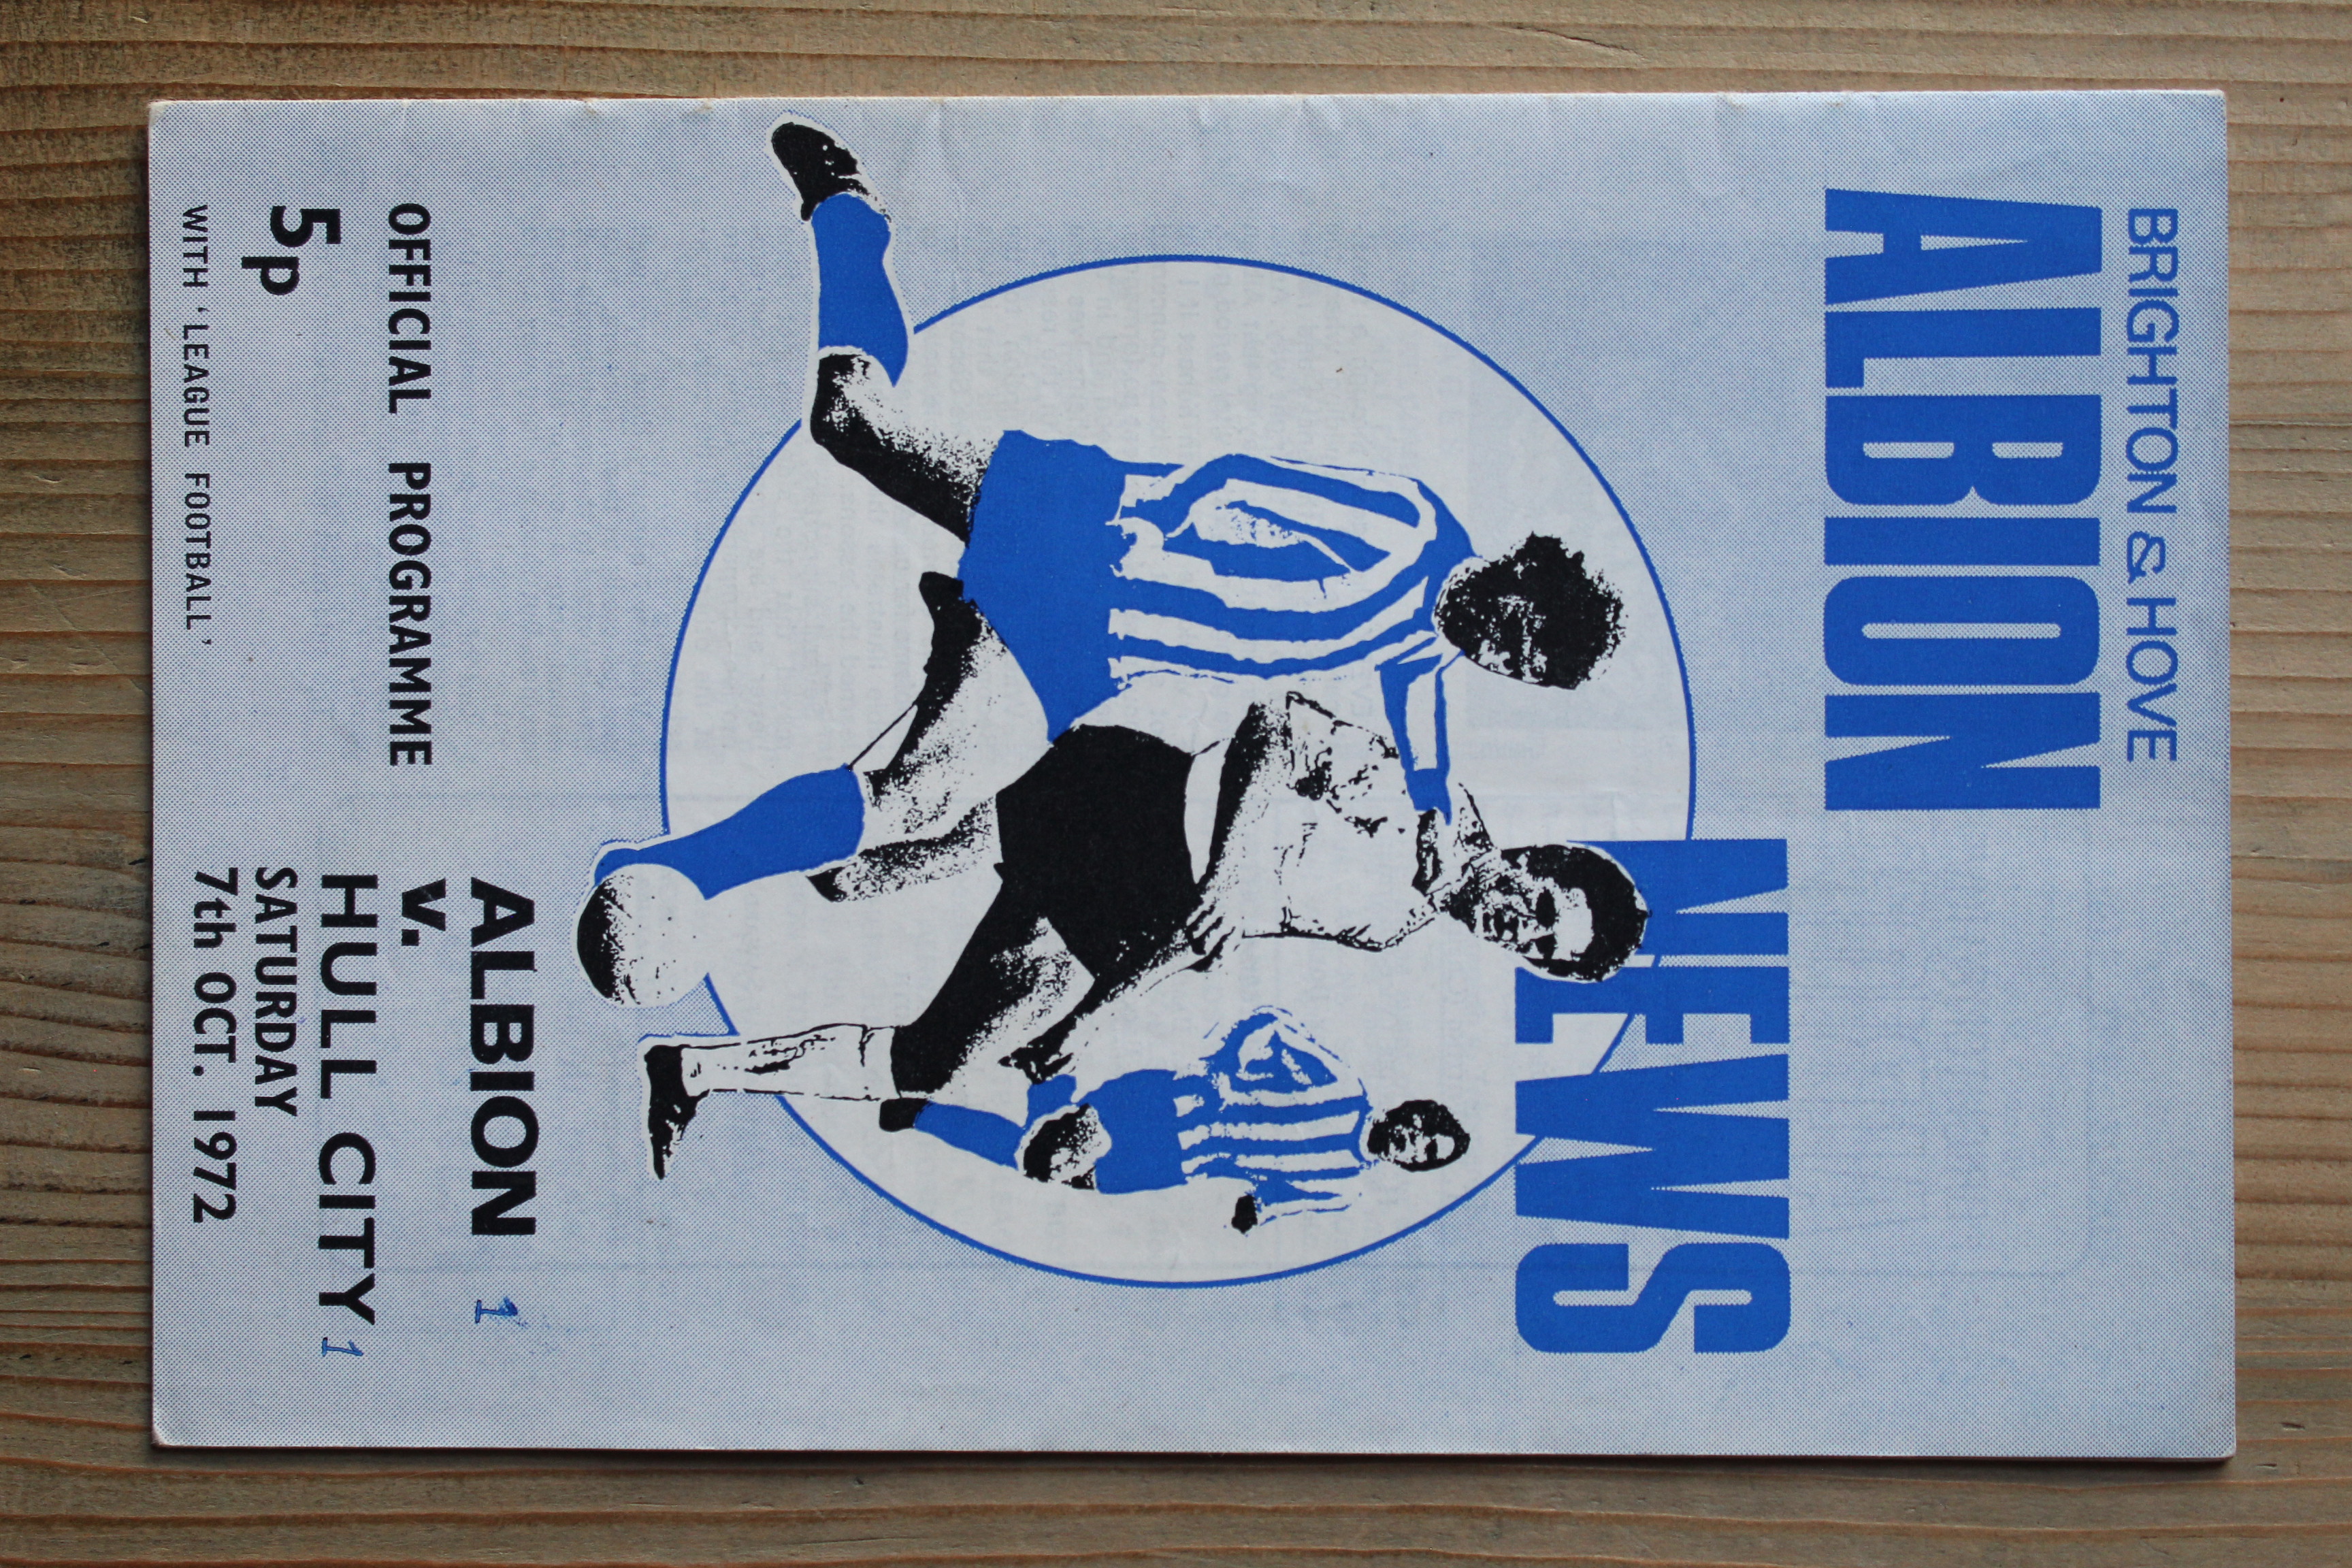 BRIGHTON & HOVE
ALBION
NEWS
ALBION 1
v.
HULL CITY 1
SATURDAY
7th OCT. 1972
OFFICIAL PROGRAMME
5p
WITH 'LEAGUE FOOTBALL'